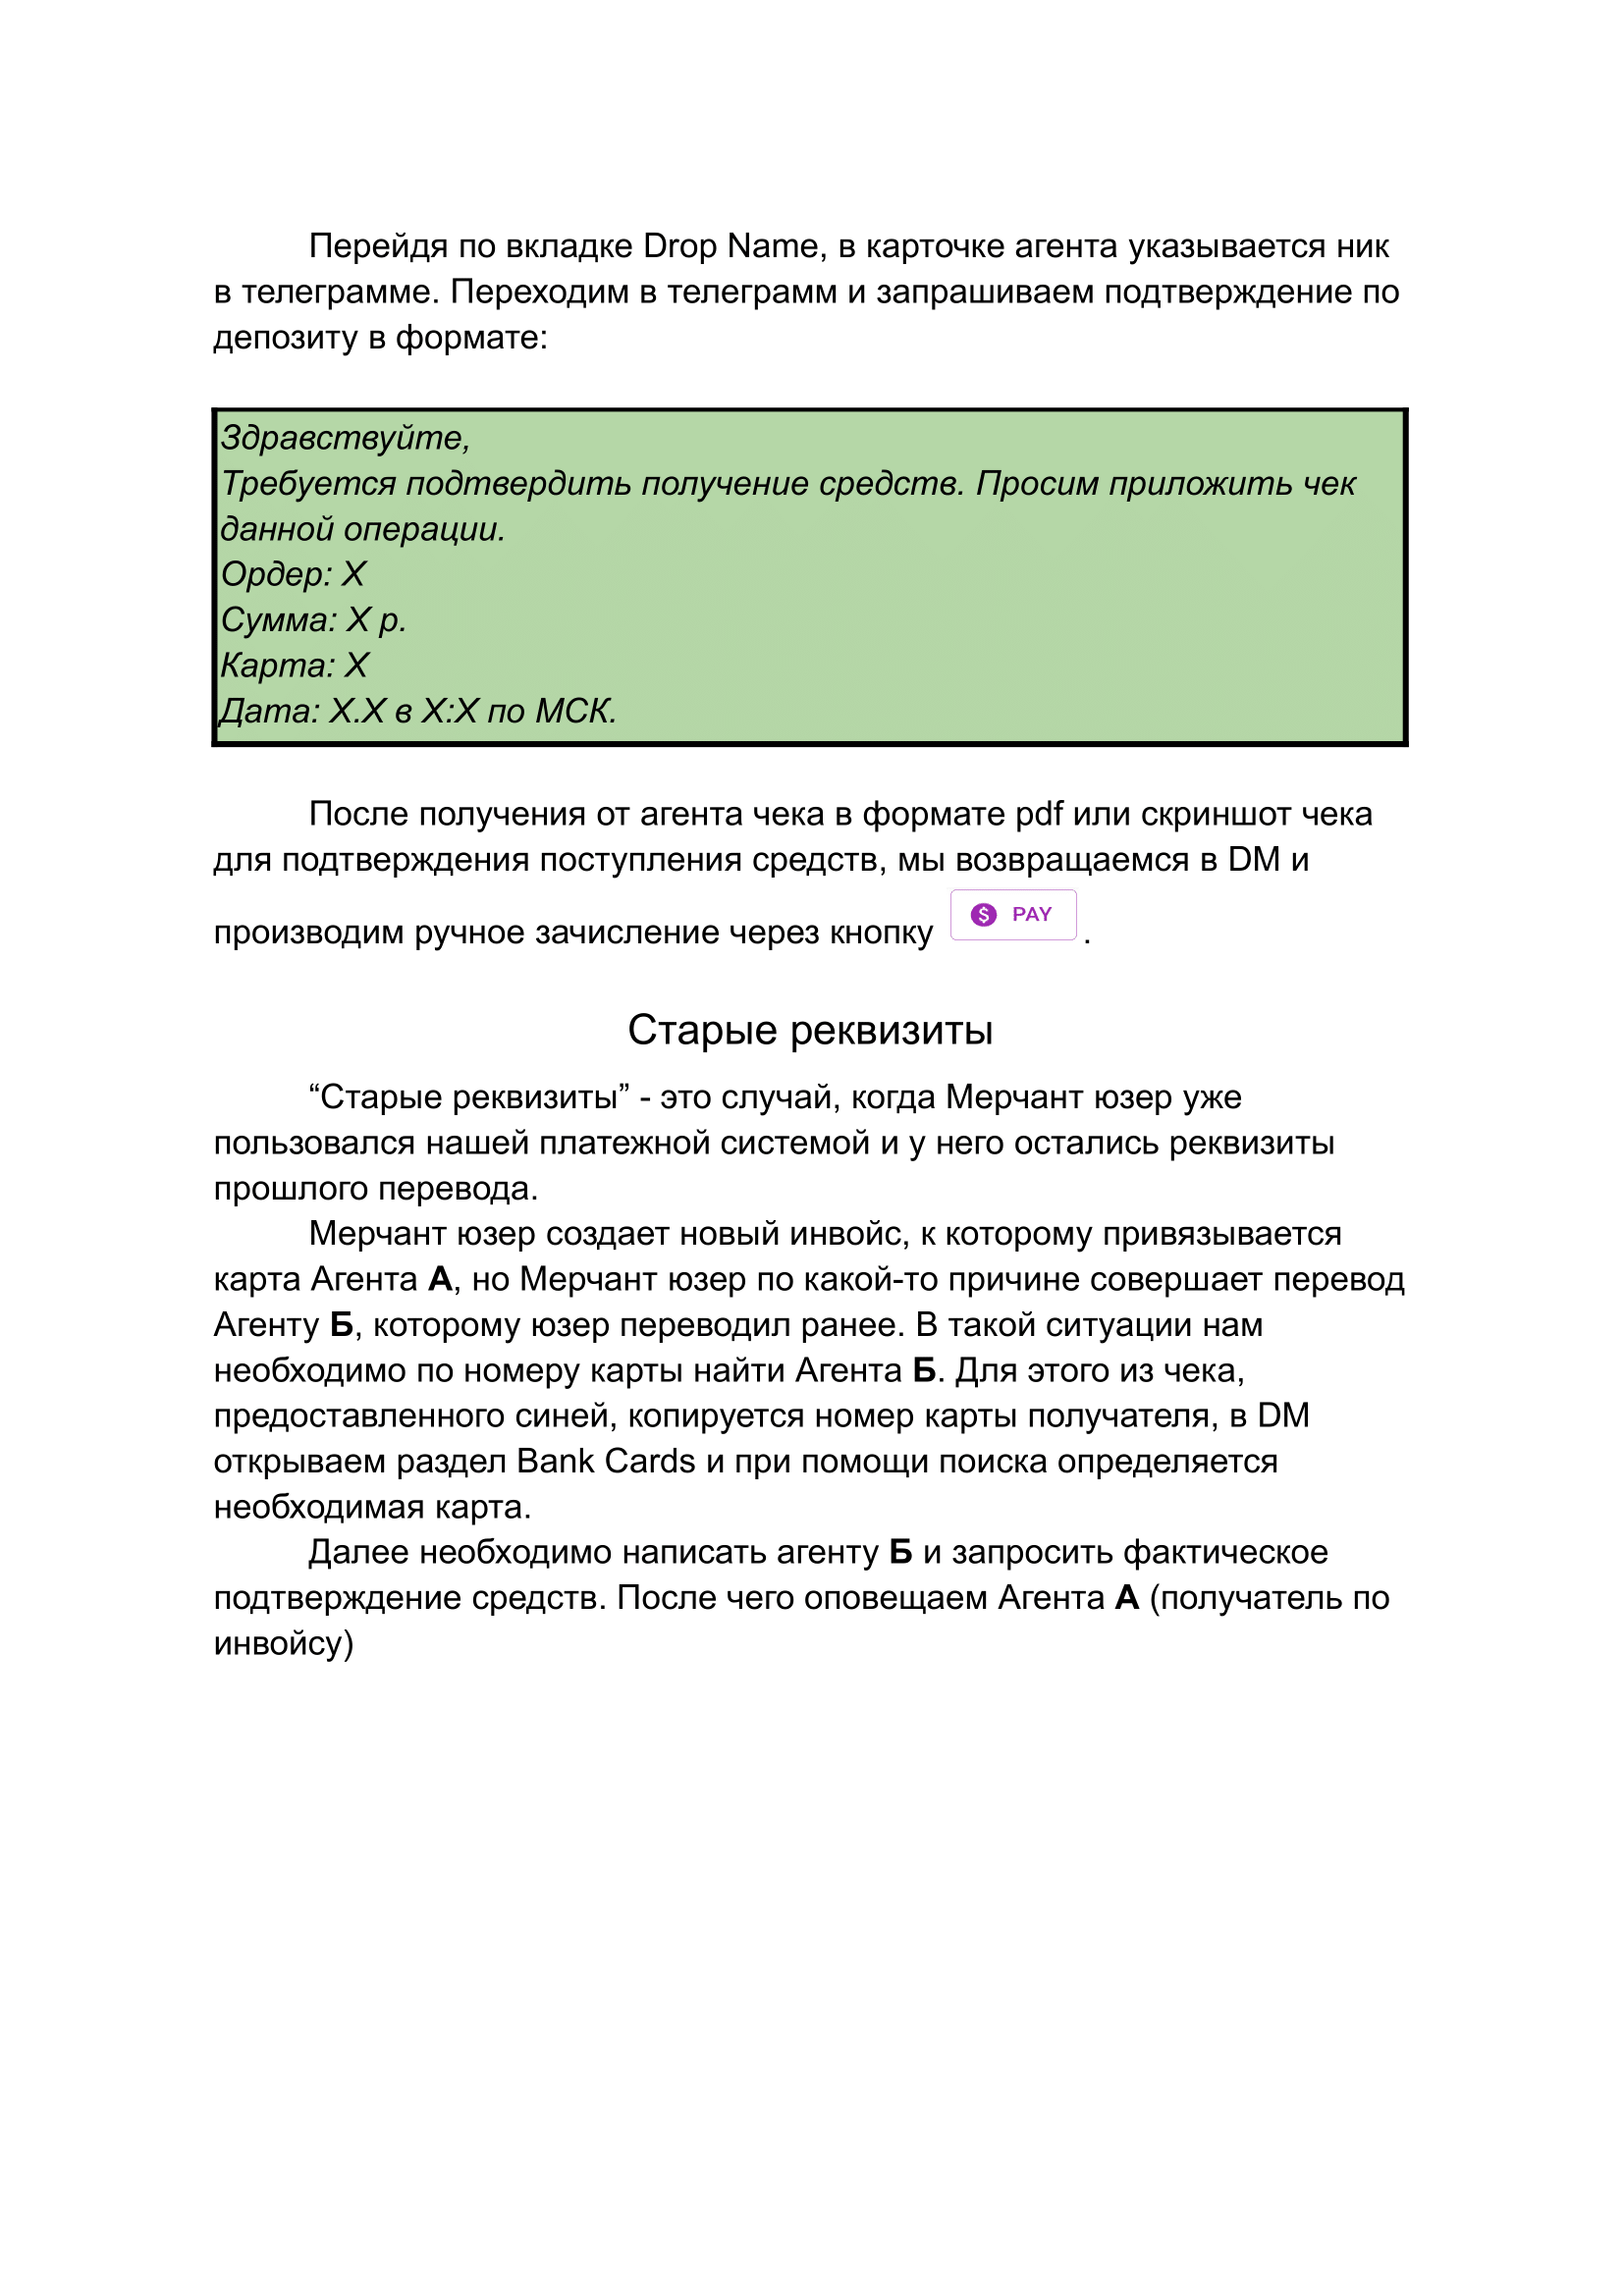 Перейдя по вкладке Drop Name, в карточке агента указывается ник
в телеграмме. Переходим в телеграмм и запрашиваем подтверждение по
депозиту в формате:
Здравствуйте,
Требуется подтвердить получение средств. Просим приложить чек
данной операции.
Ордер: X
Сумма: X р.
Карта: X
Дата: X.X в X:X по МСК.
После получения от агента чека в формате pdf или скриншот чека
для подтверждения поступления средств, мы возвращаемся в DM и
производим ручное зачисление через кнопку $ PAY .
Старые реквизиты
“Старые реквизиты” - это случай, когда Мерчант юзер уже
пользовался нашей платежной системой и у него остались реквизиты
прошлого перевода.
Мерчант юзер создает новый инвойс, к которому привязывается
карта Агента А, но Мерчант юзер по какой-то причине совершает перевод
Агенту Б, которому юзер переводил ранее. В такой ситуации нам
необходимо по номеру карты найти Агента Б. Для этого из чека,
предоставленного синей, копируется номер карты получателя, в DM
открываем раздел Bank Cards и при помощи поиска определяется
необходимая карта.
Далее необходимо написать агенту Б и запросить фактическое
подтверждение средств. После чего оповещаем Агента А (получатель по
инвойсу)